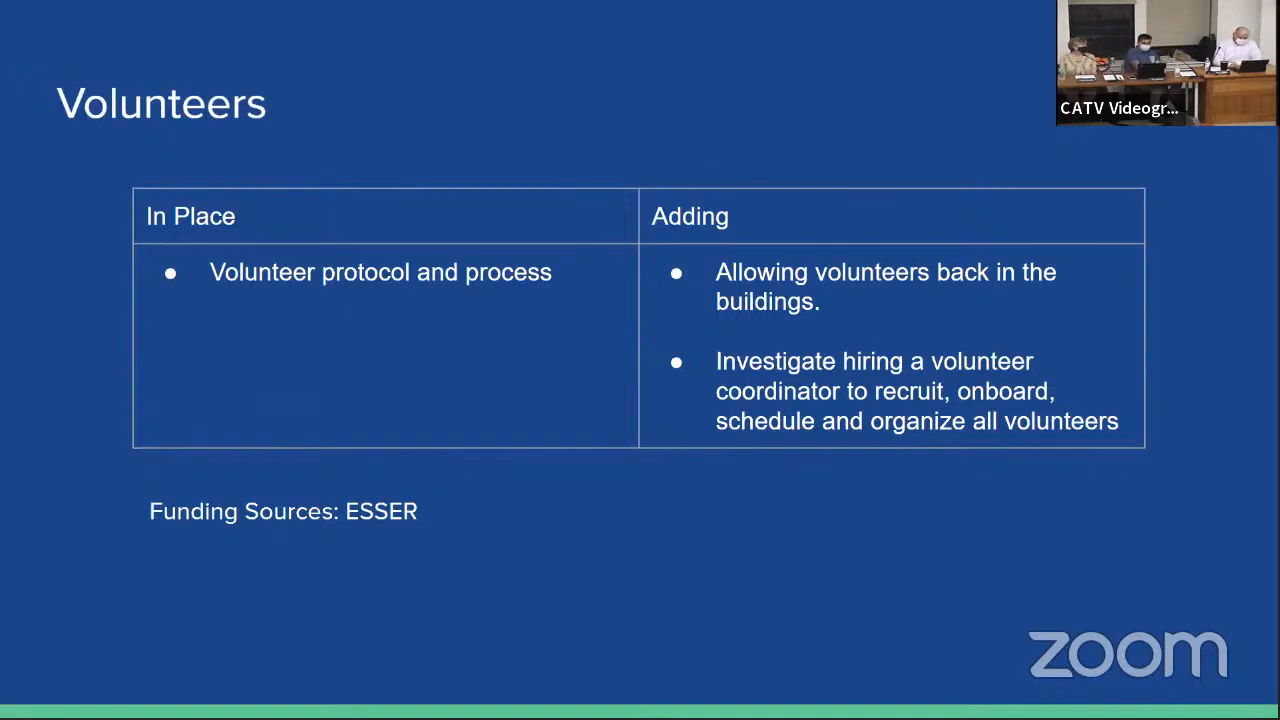 CATV Videogr...
Volunteers
In Place
Adding
● Volunteer protocol and process
● Allowing volunteers back in the
buildings.
● Investigate hiring a volunteer
coordinator to recruit, onboard,
schedule and organize all volunteers
Funding Sources: ESSER
zoom